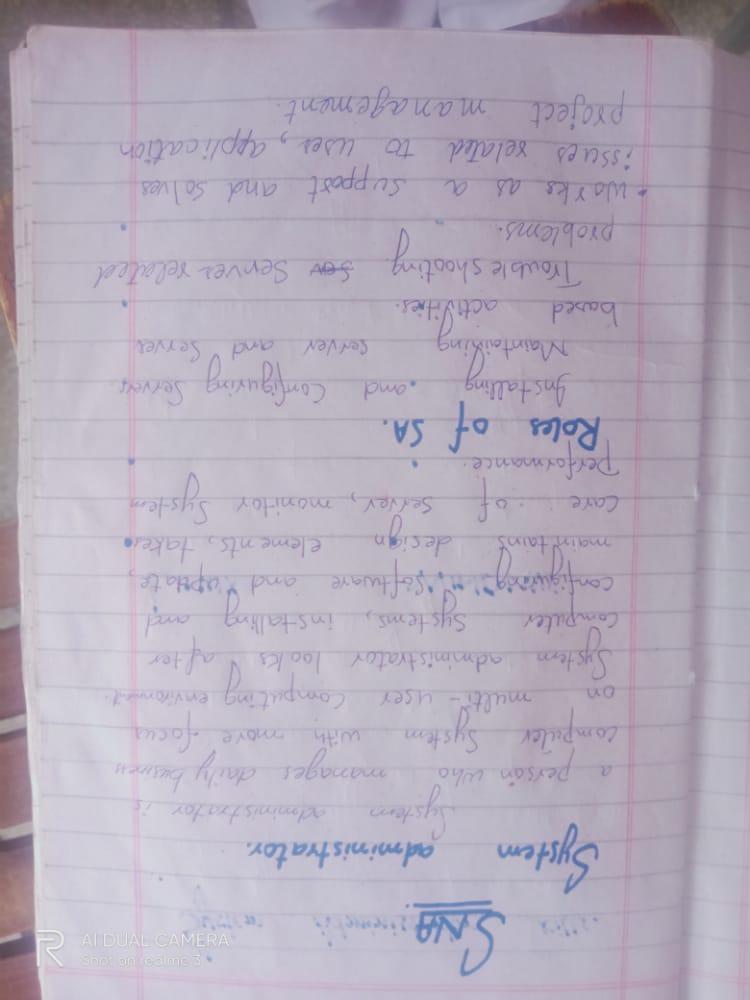 SNA.
System administrator.
System administrator is
a person who manages daily business
computer System with more focus
on multi-user Computing environment.
System administrator looks after
computer Systems, installing and
configuring software and update,
maintains design elements, takes
care of server, monitor System
performance.
Roles of SA.
Installing and Configuring Servers.
Maintaining server and Server
based activities.
Trouble shooting Server related
problems.
• Works as a support and solves
issues related to user, application
project management.
R
AI DUAL CAMERA
Shot on realme 3